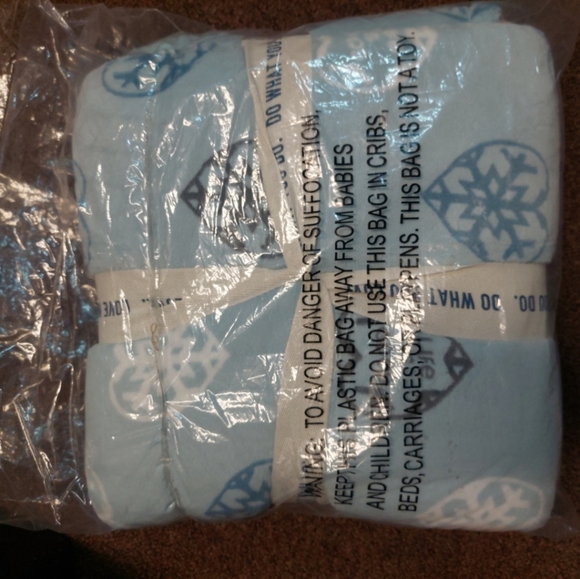 WARNING: TO AVOID DANGER OF SUFFOCATION,
KEEP THIS PLASTIC BAG AWAY FROM BABIES
AND CHILDREN. DO NOT USE THIS BAG IN CRIBS,
BEDS, CARRIAGES, OR PLAYPENS. THIS BAG IS NOT A TOY.
DO WHAT YOU
DO.
LOVE
DO. DO WHAT
life